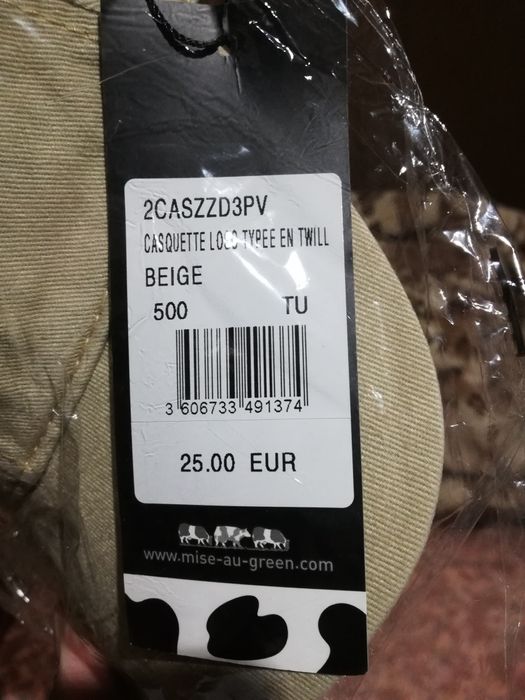 2CASZZD3PV
CASQUETTE LOGO TYPEE EN TWILL
BEIGE
500 TU
3 606733 491374
25.00 EUR
www.mise-au-green.com